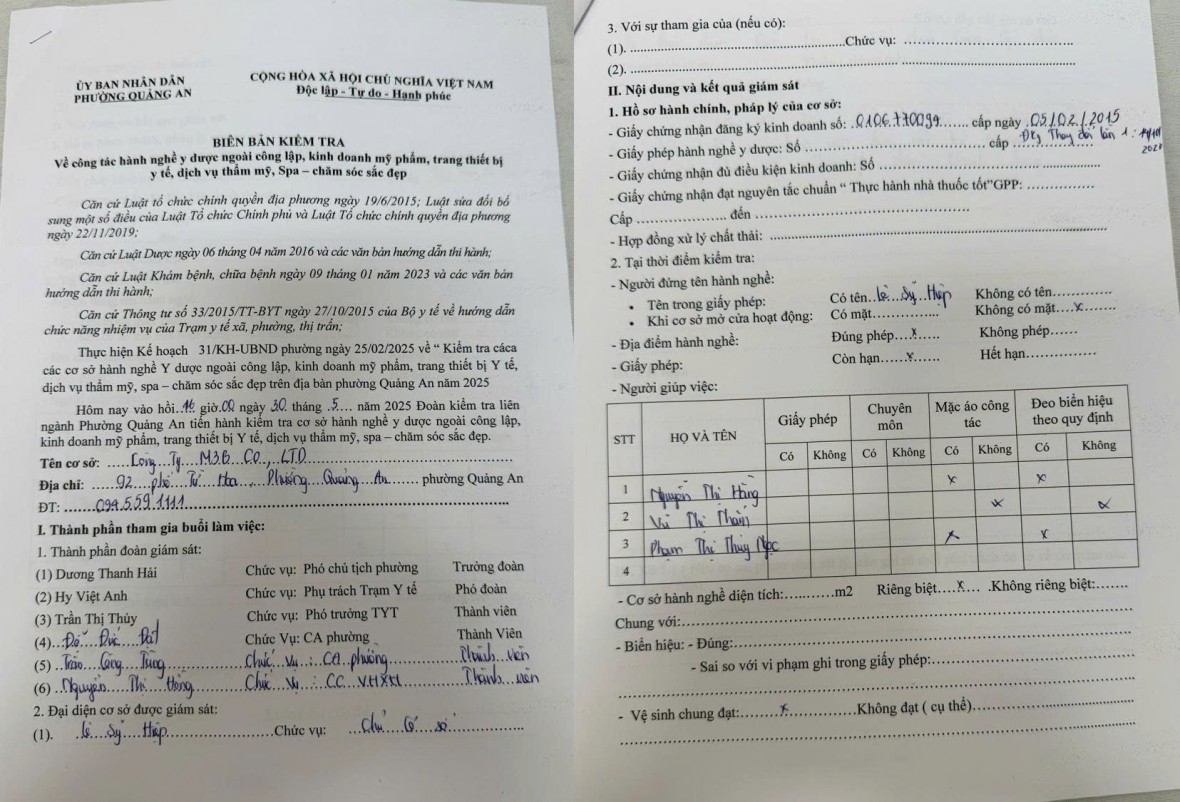 ỦY BAN NHÂN DÂN
PHƯỜNG QUẢNG AN
CỘNG HÒA XÃ HỘI CHỦ NGHĨA VIỆT NAM
Độc lập - Tự do - Hạnh phúc
BIÊN BẢN KIỂM TRA
Về công tác hành nghề y dược ngoài công lập, kinh doanh mỹ phẩm, trang thiết bị
y tế, dịch vụ thẩm mỹ, Spa – chăm sóc sắc đẹp
Căn cứ Luật tổ chức chính quyền địa phương ngày 19/6/2015; Luật sửa đổi bổ
sung một số điều của Luật Tổ chức Chính phủ và Luật Tổ chức chính quyền địa phương
ngày 22/11/2019;
Căn cứ Luật Dược ngày 06 tháng 04 năm 2016 và các văn bản hướng dẫn thi hành;
Căn cứ Luật Khám bệnh, chữa bệnh ngày 09 tháng 01 năm 2023 và các văn bản
hướng dẫn thi hành;
Căn cứ Thông tư số 33/2015/TT-BYT ngày 27/10/2015 của Bộ y tế về hướng dẫn
chức năng nhiệm vụ của Trạm y tế xã, phường, thị trấn;
Thực hiện Kế hoạch 31/KH-UBND phường ngày 25/02/2025 về “ Kiểm tra cáca
các cơ sở hành nghề Y dược ngoài công lập, kinh doanh mỹ phẩm, trang thiết bị Y tế,
dịch vụ thẩm mỹ, spa – chăm sóc sắc đẹp trên địa bàn phường Quảng An năm 2025
Hôm nay vào hồi..16 giờ.00 ngày 30 tháng .5.... năm 2025 Đoàn kiểm tra liên
ngành Phường Quảng An tiến hành kiểm tra cơ sở hành nghề y dược ngoài công lập,
kinh doanh mỹ phẩm, trang thiết bị Y tế, dịch vụ thẩm mỹ, spa – chăm sóc sắc đẹp.
Tên cơ sở: .....Công...Ty...M3B CO., LTD
Địa chỉ: .....92...phố...Từ Hoa...Phường Quảng An...... phường Quảng An
ĐT: ......094.559.1111
I. Thành phần tham gia buổi làm việc:
1. Thành phần đoàn giám sát:
(1) Dương Thanh Hải Chức vụ: Phó chủ tịch phường Trưởng đoàn
(2) Hy Việt Anh Chức vụ: Phụ trách Trạm Y tế Phó đoàn
(3) Trần Thị Thủy Chức vụ: Phó trưởng TYT Thành viên
(4)...Đỗ Đức Đạt Chức Vụ: CA phường Thành Viên
(5) ..Trần Công Tùng Chức vụ : CA phường Thành viên
(6) ..Nguyễn Thị Hồng Chức vụ : CC VHXH Thành viên
2. Đại diện cơ sở được giám sát:
(1). Lê Sỹ Hiệp Chức vụ: Chủ cơ sở
3. Với sự tham gia của (nếu có):
(1). Chức vụ:
(2).
II. Nội dung và kết quả giám sát
1. Hồ sơ hành chính, pháp lý của cơ sở:
- Giấy chứng nhận đăng ký kinh doanh số: .0106.770099....... cấp ngày .05/02/2015
- Giấy phép hành nghề y dược: Số cấp Đky Thay đổi lần 1 :
- Giấy chứng nhận đủ điều kiện kinh doanh: Số
- Giấy chứng nhận đạt nguyên tắc chuẩn “ Thực hành nhà thuốc tốt”GPP:
Cấp đến
- Hợp đồng xử lý chất thải:
2. Tại thời điểm kiểm tra:
- Người đứng tên hành nghề:
• Tên trong giấy phép: Có tên..Lê Sỹ Hiệp Không có tên
• Khi cơ sở mở cửa hoạt động: Có mặt Không có mặt....x
- Địa điểm hành nghề: Đúng phép....x Không phép
- Giấy phép: Còn hạn.....x Hết hạn
- Người giúp việc:
STT HỌ VÀ TÊN Giấy phép Chuyên môn Mặc áo công tác Đeo biển hiệu theo quy định
Có Không Có Không Có Không Có Không
1 Nguyễn Thị Hằng x x
2 Vũ Thị Thắm x x
3 Phạm Thị Thúy Ngọc x x
4
- Cơ sở hành nghề diện tích:...........m2 Riêng biệt....x.... .Không riêng biệt:
Chung với:
- Biển hiệu: - Đúng:
- Sai so với vi phạm ghi trong giấy phép:
- Vệ sinh chung đạt:........x Không đạt ( cụ thể)